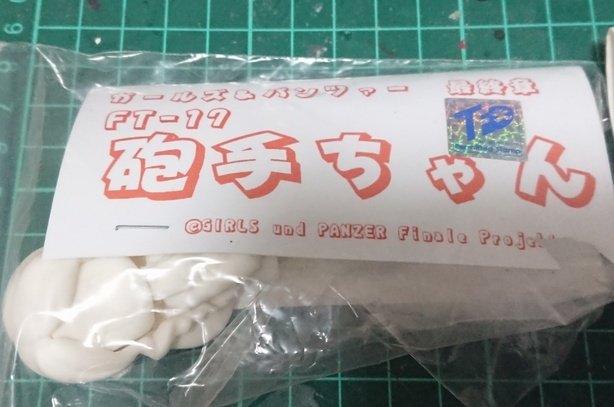 ガールズ&パンツァー 最終章
FT-17
砲手ちゃん
©GIRLS und PANZER Finale Projekt